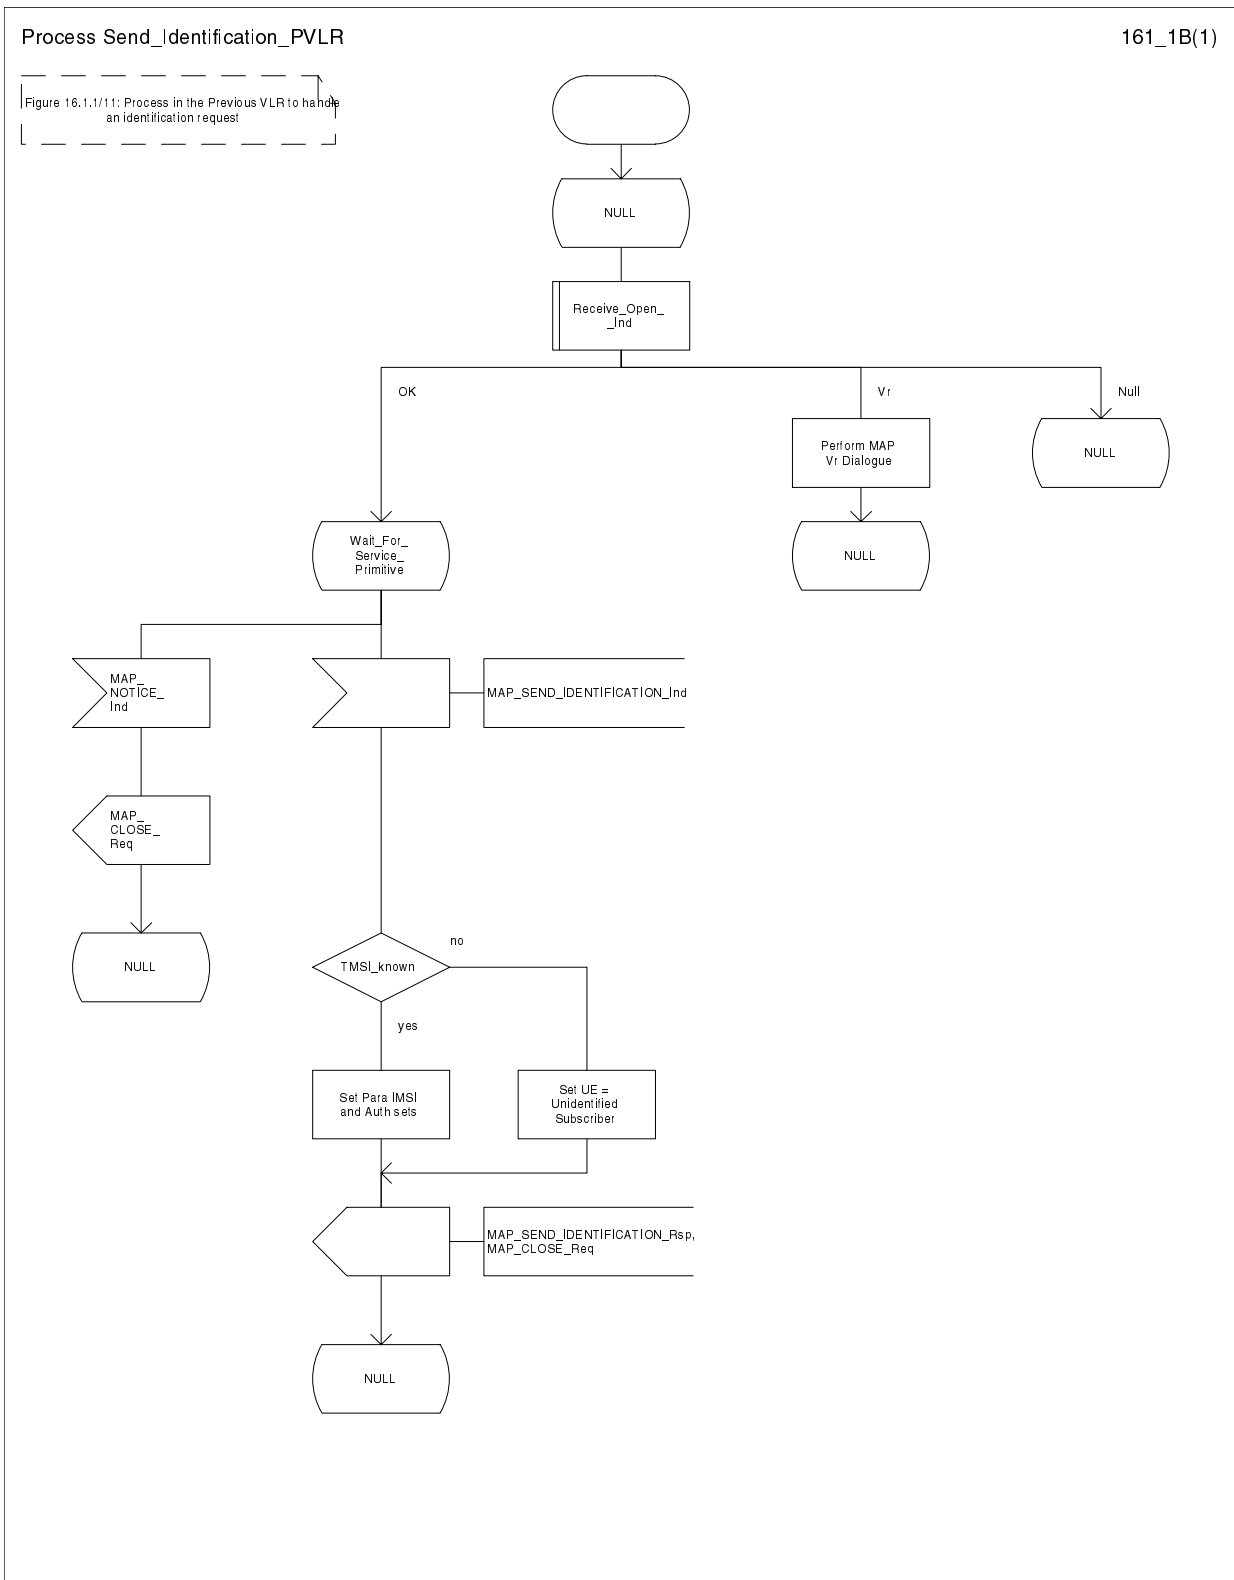 Process Send_Identification_PVLR
161_1B(1)
Figure 16.1.1/11: Process in the Previous VLR to handle
an identification request
NULL
Receive_Open_
_Ind
OK
Vr
Null
Perform MAP
Vr Dialogue
NULL
NULL
Wait_For_
Service_
Primitive
NULL
MAP_
NOTICE_
Ind
MAP_SEND_IDENTIFICATION_Ind
MAP_
CLOSE_
Req
NULL
TMSI_known
no
yes
Set Para IMSI
and Auth sets
Set UE =
Unidentified
Subscriber
MAP_SEND_IDENTIFICATION_Rsp,
MAP_CLOSE_Req
NULL